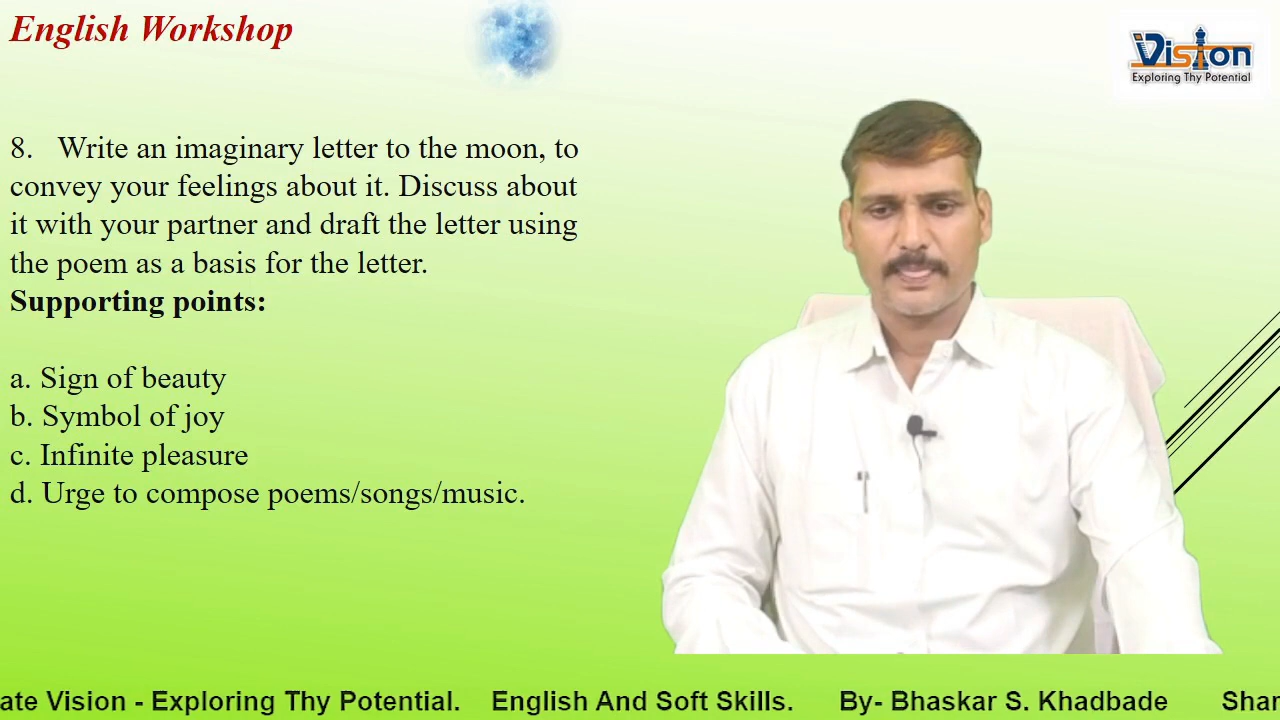 English Workshop
Vision
Exploring Thy Potential
8. Write an imaginary letter to the moon, to
convey your feelings about it. Discuss about
it with your partner and draft the letter using
the poem as a basis for the letter.
Supporting points:
a. Sign of beauty
b. Symbol of joy
c. Infinite pleasure
d. Urge to compose poems/songs/music.
Vision - Exploring Thy Potential. English And Soft Skills. By- Bhaskar S. Khadbade